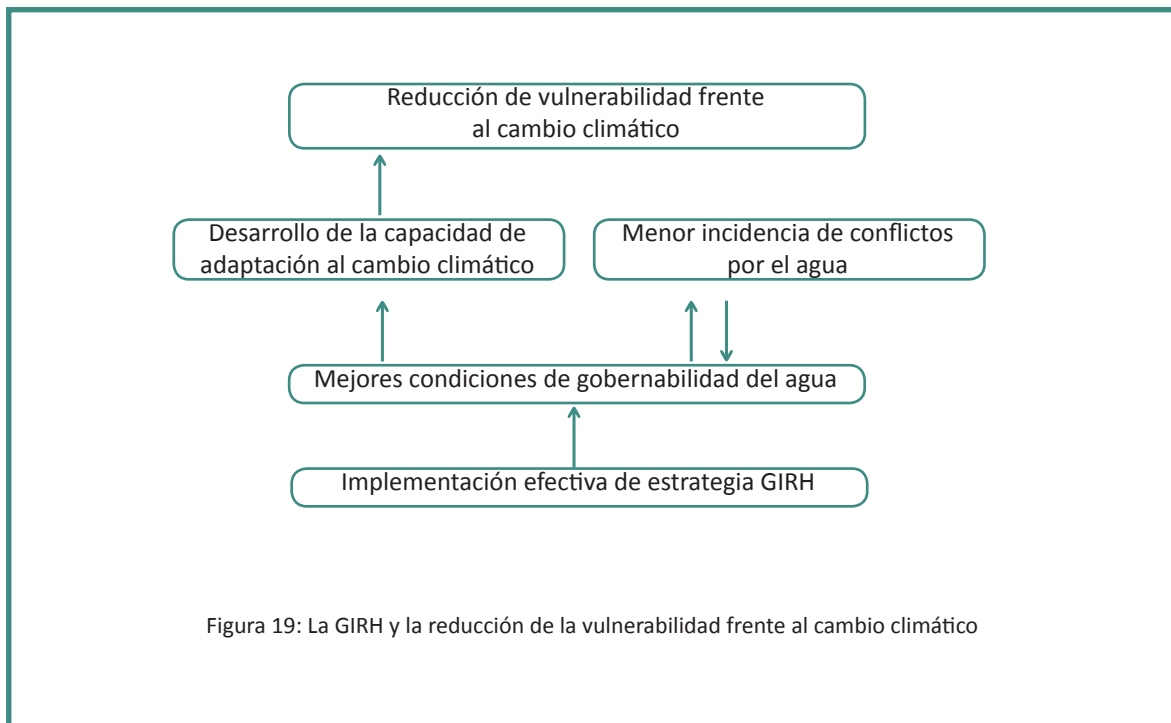 Reducción de vulnerabilidad frente
al cambio climático
Desarrollo de la capacidad de
adaptación al cambio climático
Menor incidencia de conflictos
por el agua
Mejores condiciones de gobernabilidad del agua
Implementación efectiva de estrategia GIRH
Figura 19: La GIRH y la reducción de la vulnerabilidad frente al cambio climático